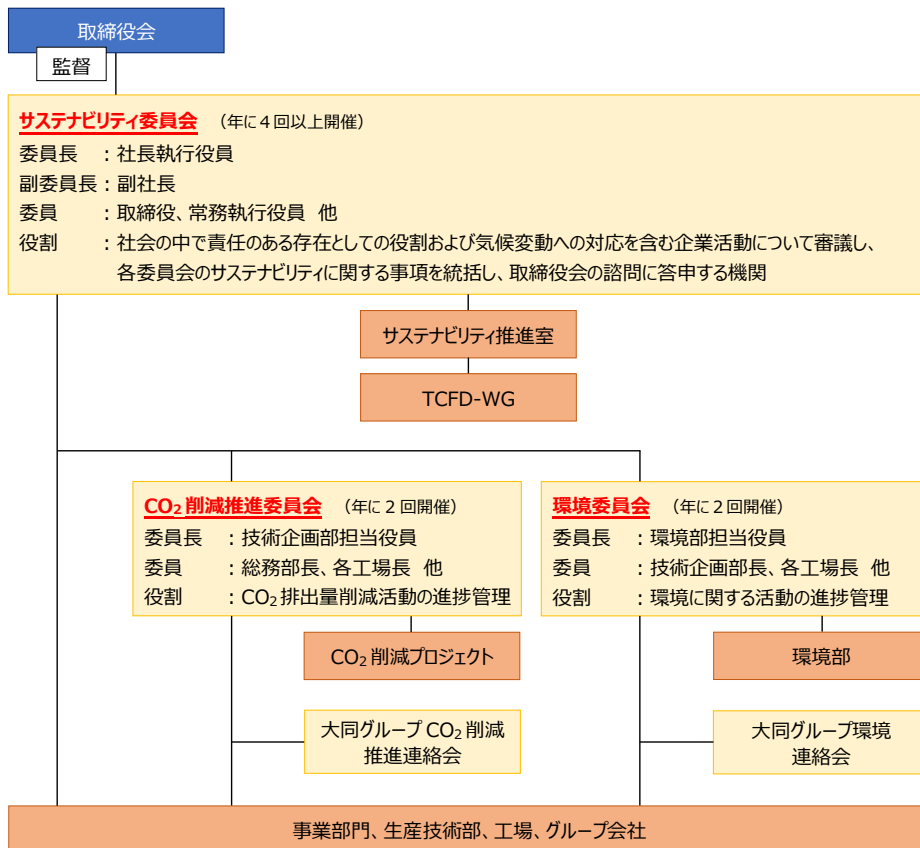 取締役会
監督
サステナビリティ委員会 （年に４回以上開催）
委員長 ：社長執行役員
副委員長：副社長
委員 ：取締役、常務執行役員 他
役割 ：社会の中で責任のある存在としての役割および気候変動への対応を含む企業活動について審議し、
各委員会のサステナビリティに関する事項を統括し、取締役会の諮問に答申する機関
サステナビリティ推進室
TCFD-WG
CO₂削減推進委員会 （年に２回開催）
委員長 ：技術企画部担当役員
委員 ：総務部長、各工場長 他
役割 ：CO₂排出量削減活動の進捗管理
CO₂削減プロジェクト
大同グループ CO₂削減
推進連絡会
環境委員会 （年に２回開催）
委員長 ：環境部担当役員
委員 ：技術企画部長、各工場長 他
役割 ：環境に関する活動の進捗管理
環境部
大同グループ環境
連絡会
事業部門、生産技術部、工場、グループ会社